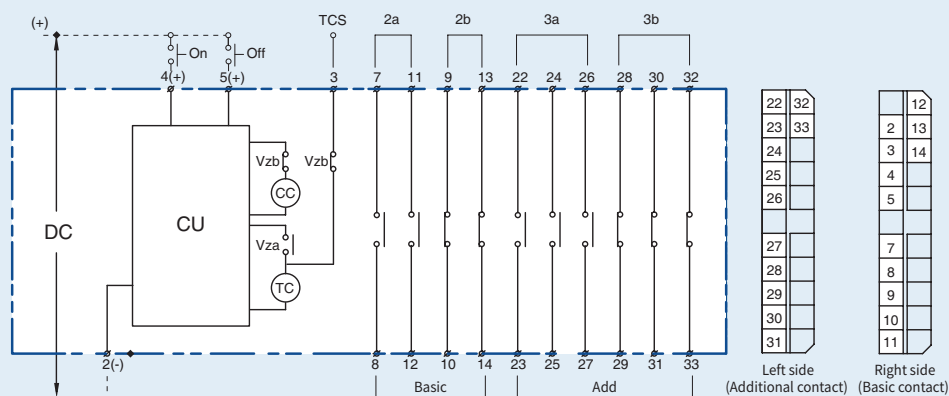 (+) TCS 2a 2b 3a 3b
On Off
4(+) 5(+) 3 7 11 9 13 22 24 26 28 30 32
Vzb Vzb
CC
DC CU
Vza
TC
2(-) 8 12 10 14 23 25 27 29 31 33
Basic Add
22 32
23 33
24
25
26
27
28
29
30
31
Left side
(Additional contact)
12
2 13
3 14
4
5
7
8
9
10
11
Right side
(Basic contact)